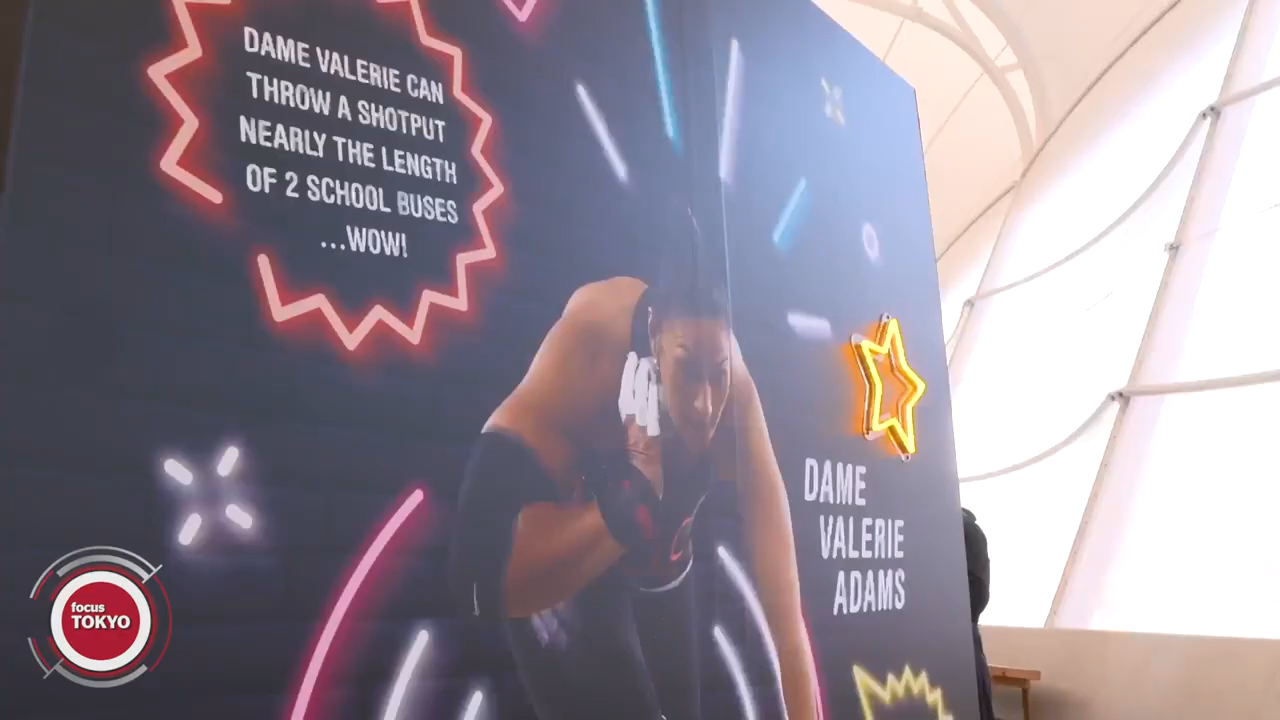 DAME VALERIE CAN
THROW A SHOTPUT
NEARLY THE LENGTH
OF 2 SCHOOL BUSES
...WOW!
DAME
VALERIE
ADAMS
focus
TOKYO